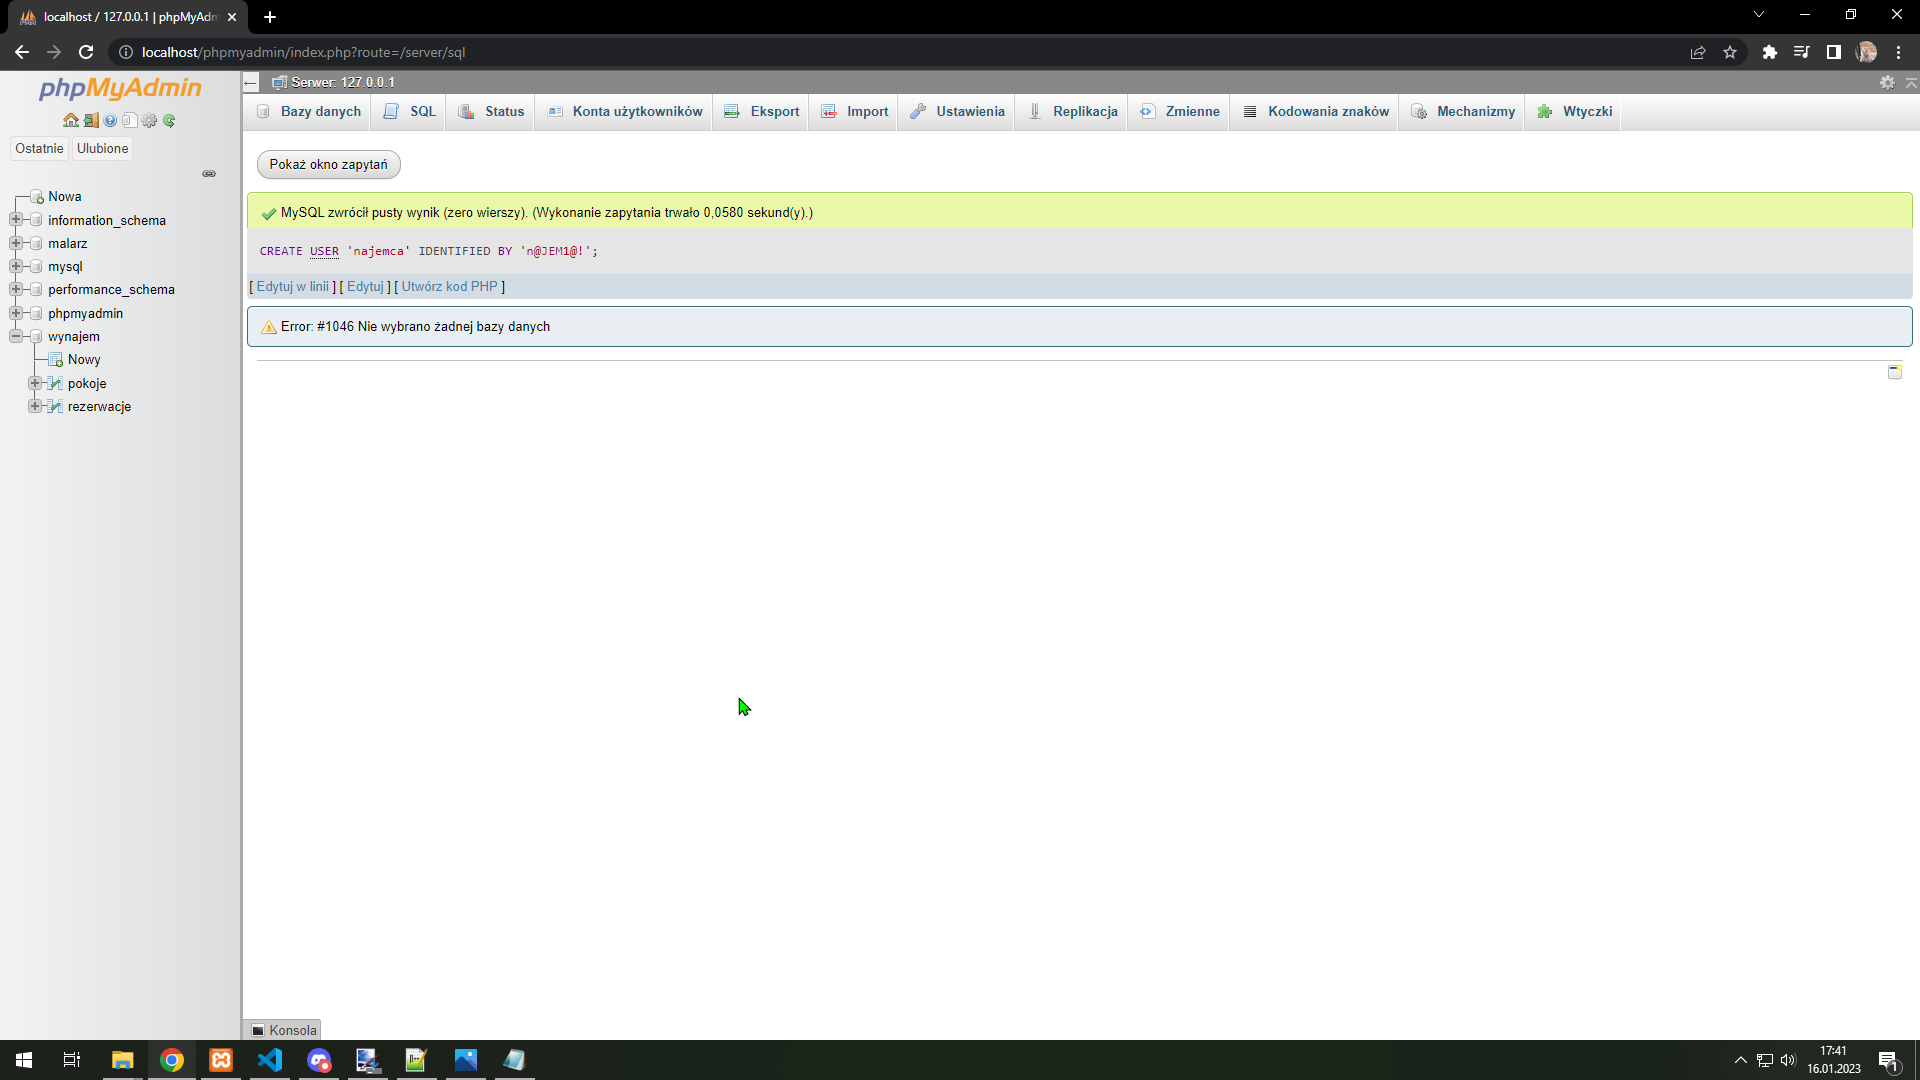 localhost / 127.0.0.1 | phpMyAdm
localhost/phpmyadmin/index.php?route=/server/sql
phpMyAdmin
Ostatnie
Ulubione
Nowa
information_schema
malarz
mysql
performance_schema
phpmyadmin
wynajem
Nowy
pokoje
rezerwacje
Serwer: 127.0.0.1
Bazy danych
SQL
Status
Konta użytkowników
Eksport
Import
Ustawienia
Replikacja
Zmienne
Kodowania znaków
Mechanizmy
Wtyczki
Pokaż okno zapytań
MySQL zwrócił pusty wynik (zero wierszy). (Wykonanie zapytania trwało 0,0580 sekund(y).)
CREATE USER 'najemca' IDENTIFIED BY 'n@JEM1@!';
[ Edytuj w linii ] [ Edytuj ] [ Utwórz kod PHP ]
Error: #1046 Nie wybrano żadnej bazy danych
Konsola
17:41
16.01.2023
1